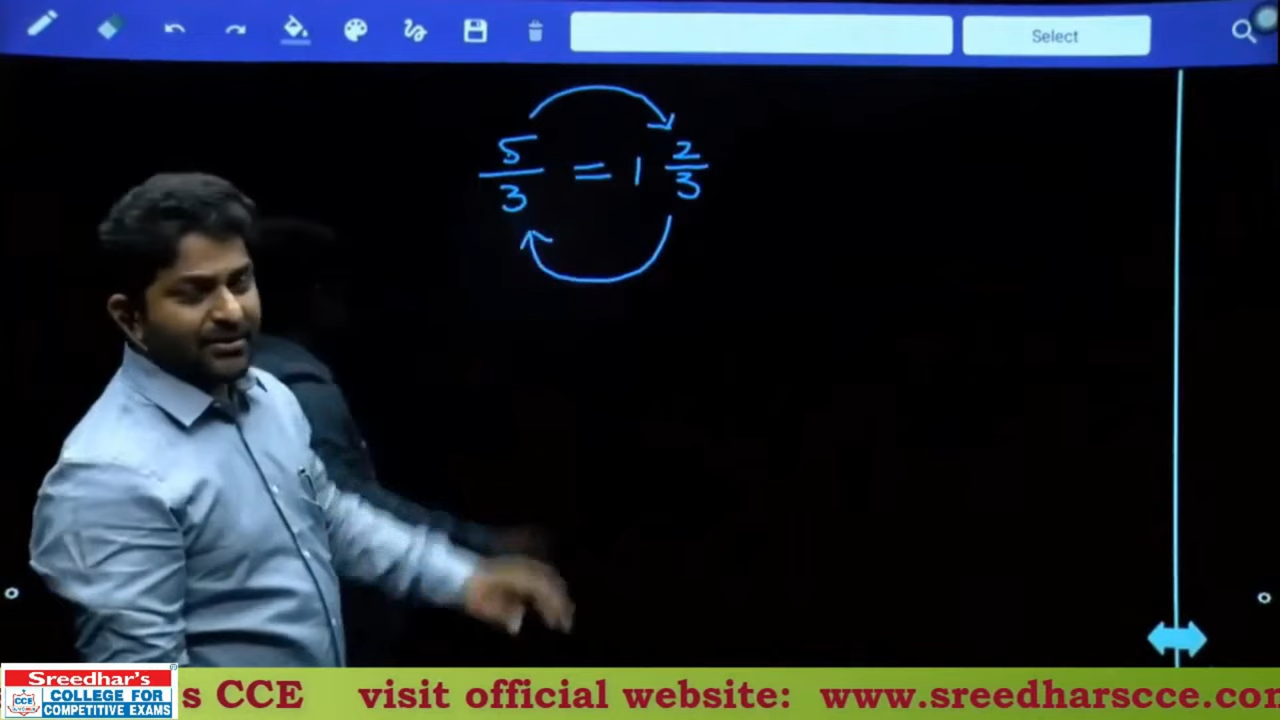 Select
5/3 = 1 2/3
Sreedhar's
CCE
COLLEGE FOR
COMPETITIVE EXAMS
s CCE visit official website: www.sreedharscce.co